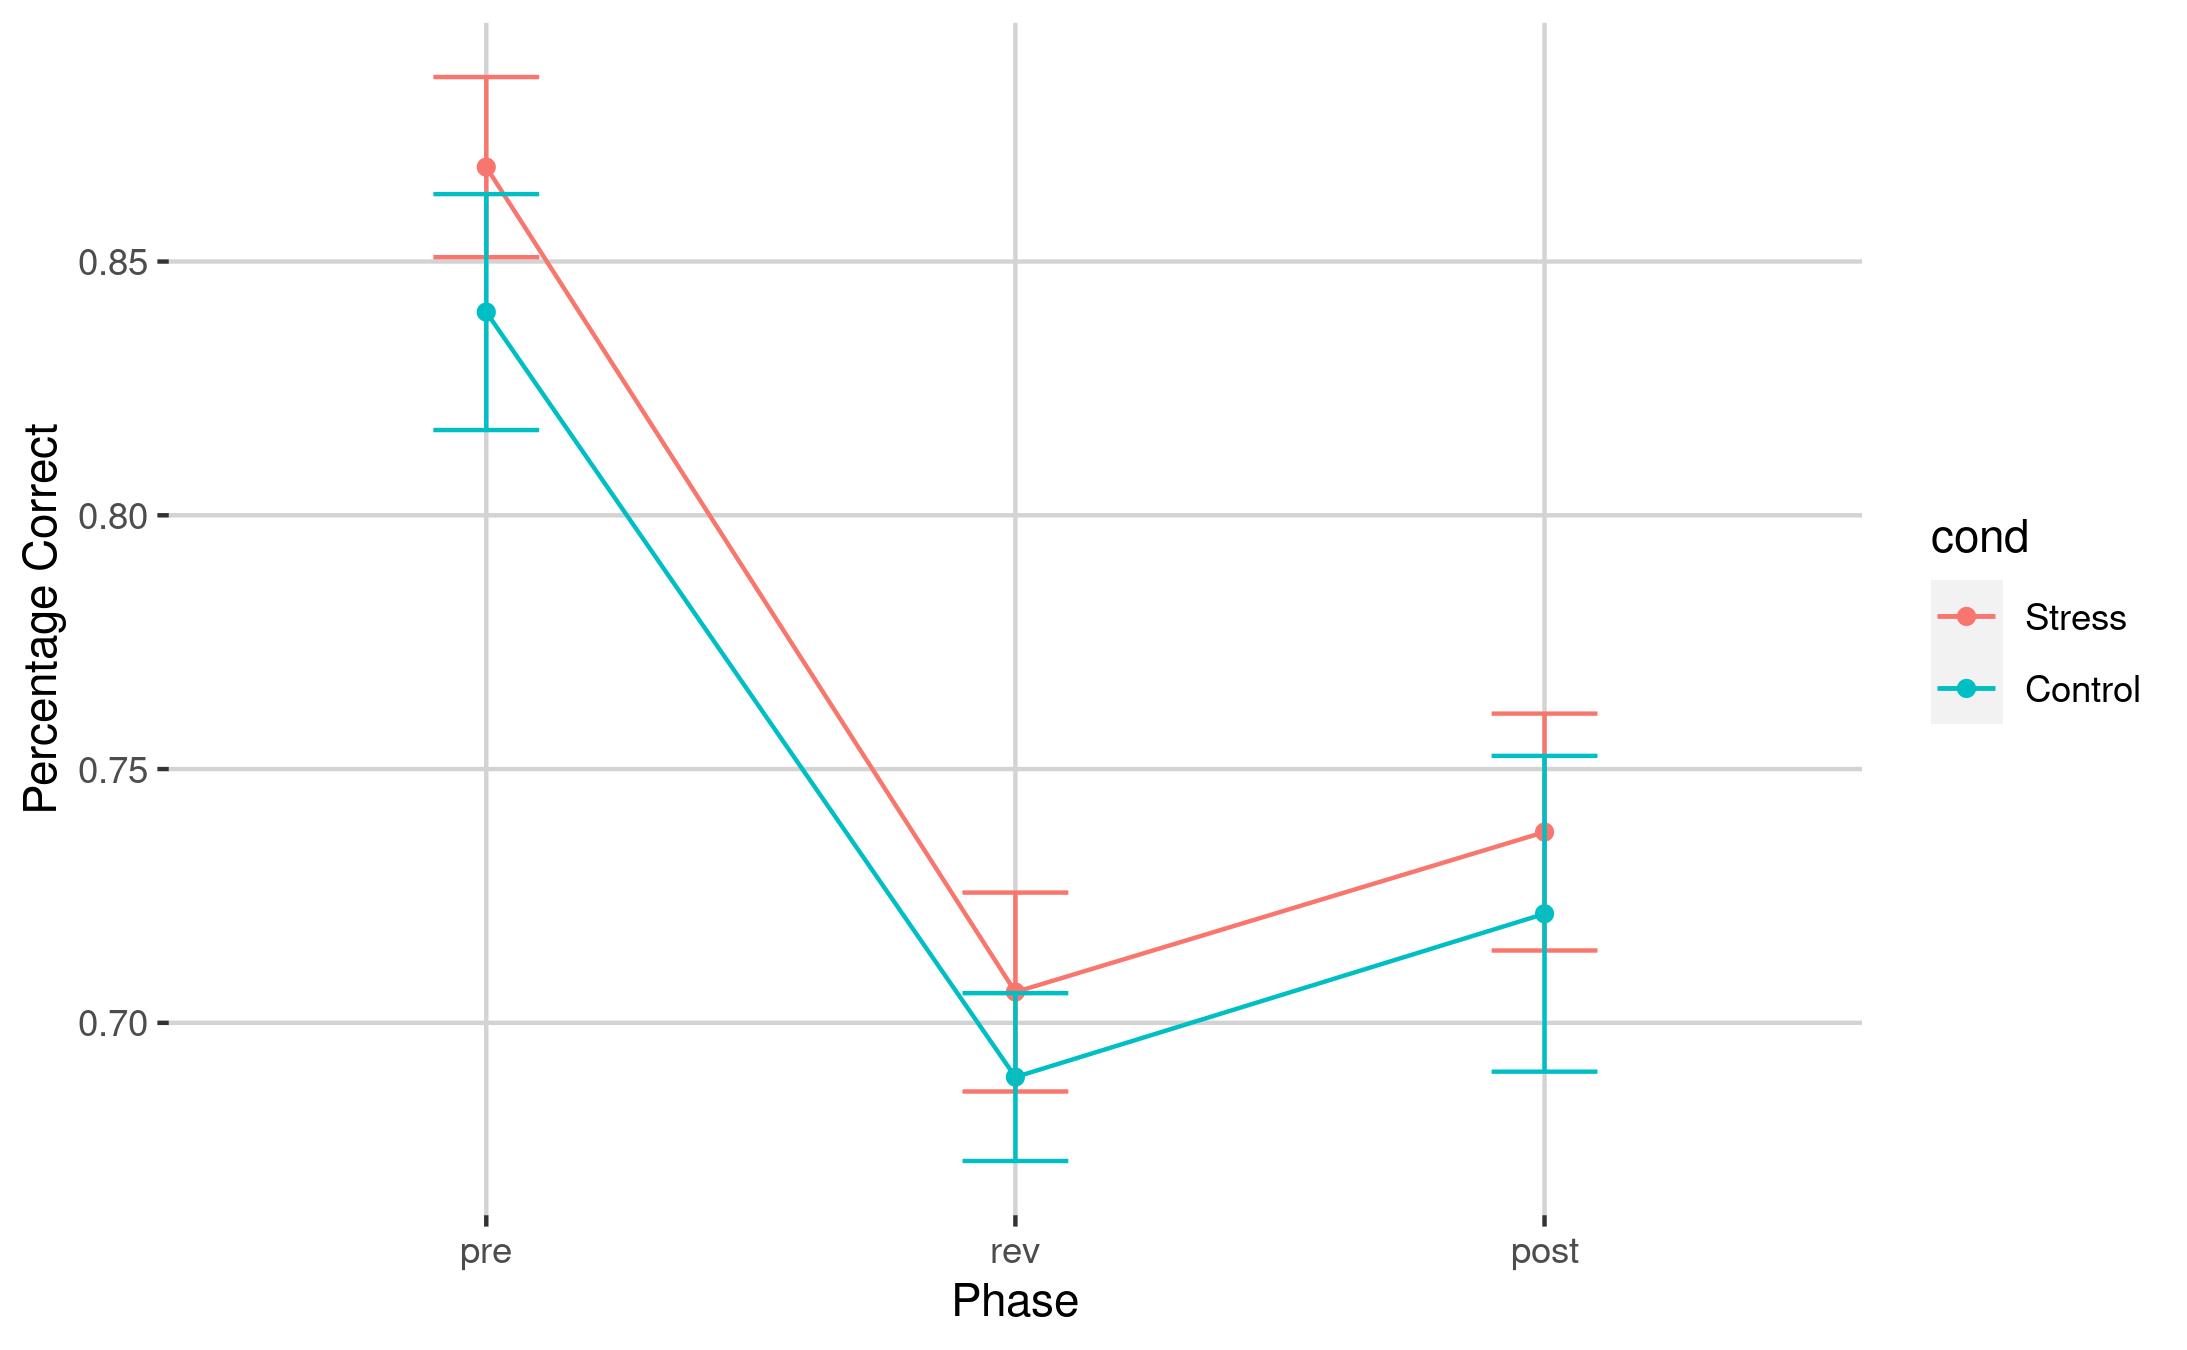 Percentage Correct
0.85
0.80
0.75
0.70
pre
rev
post
Phase
cond
Stress
Control